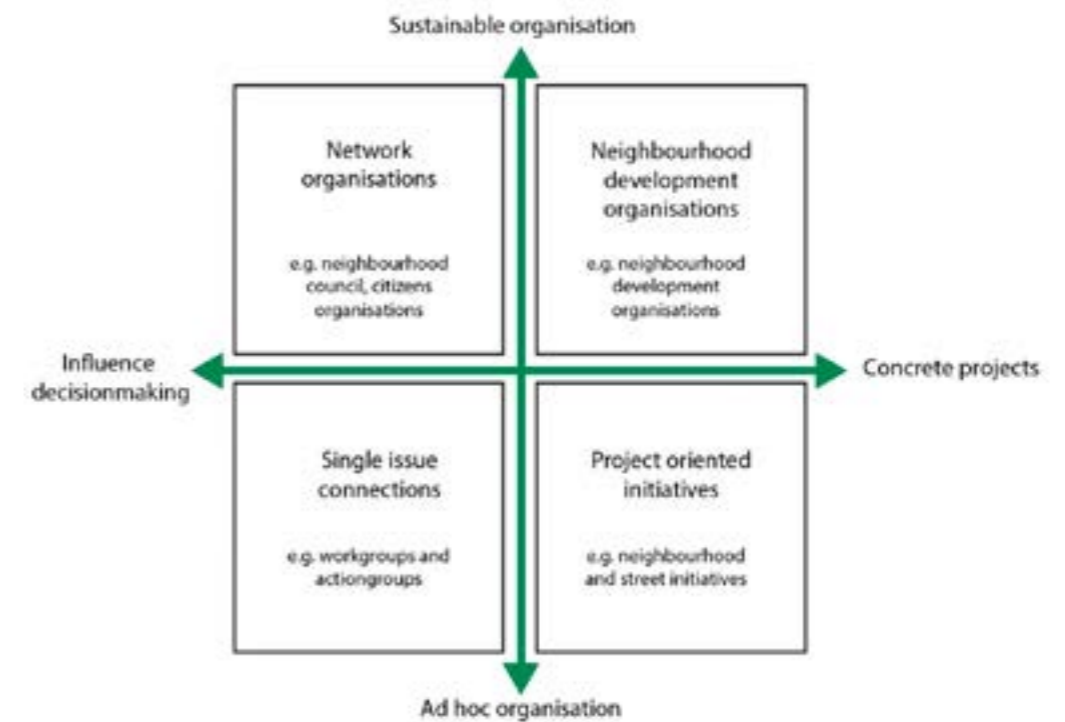 Sustainable organisation
Network
organisations
e.g. neighbourhood
council, citizens
organisations
Neighbourhood
development
organisations
e.g. neighbourhood
development
organisations
Influence
decisionmaking
Concrete projects
Single issue
connections
e.g. workgroups and
actiongroups
Project oriented
initiatives
e.g. neighbourhood
and street initiatives
Ad hoc organisation